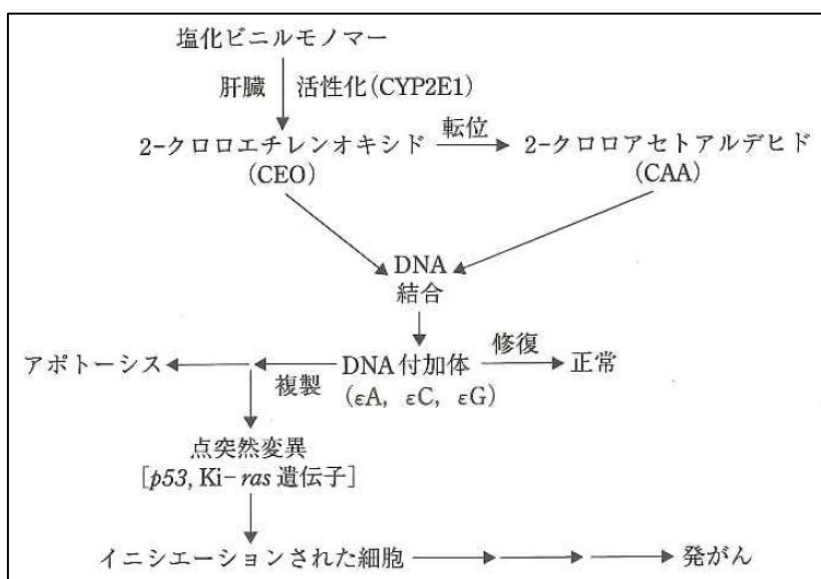 塩化ビニルモノマー
肝臓 活性化(CYP2E1)
2-クロロエチレンオキシド 転位 2-クロロアセトアルデヒド
(CEO) (CAA)
DNA
結合
アポトーシス 複製 DNA付加体 修復 正常
(εA, εC, εG)
点突然変異
[p53, Ki-ras 遺伝子]
イニシエーションされた細胞 発がん